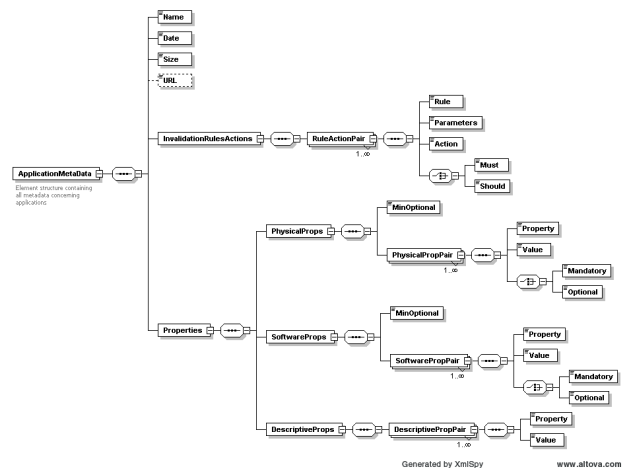 Name
Date
Size
URL
InvalidationRulesActions
RuleActionPair
1..∞
Rule
Parameters
Action
Must
Should
ApplicationMetaData
Element structure containing
all metadata concerning
applications
Properties
PhysicalProps
MinOptional
PhysicalPropPair
1..∞
Property
Value
Mandatory
Optional
SoftwareProps
MinOptional
SoftwarePropPair
1..∞
Property
Value
Mandatory
Optional
DescriptiveProps
DescriptivePropPair
1..∞
Property
Value
Generated by XmlSpy www.altova.com